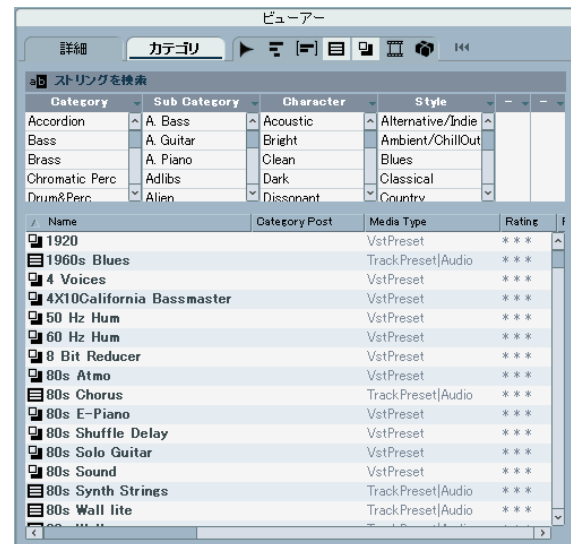 ビューアー
詳細 カテゴリ
ab ストリングを検索
Category Sub Category Character Style - -
Accordion A. Bass Acoustic Alternative/Indie
Bass A. Guitar Bright Ambient/ChillOut
Brass A. Piano Clean Blues
Chromatic Perc Adlibs Dark Classical
Drum&Perc Alien Dissonant Country
Name Category Post Media Type Rating
1920 VstPreset * * *
1960s Blues TrackPreset|Audio * * *
4 Voices VstPreset * * *
4X10California Bassmaster VstPreset * * *
50 Hz Hum VstPreset * * *
60 Hz Hum VstPreset * * *
8 Bit Reducer VstPreset * * *
80s Atmo VstPreset * * *
80s Chorus TrackPreset|Audio * * *
80s E-Piano VstPreset * * *
80s Shuffle Delay VstPreset * * *
80s Solo Guitar VstPreset * * *
80s Sound VstPreset * * *
80s Synth Strings TrackPreset|Audio * * *
80s Wall lite TrackPreset|Audio * * *